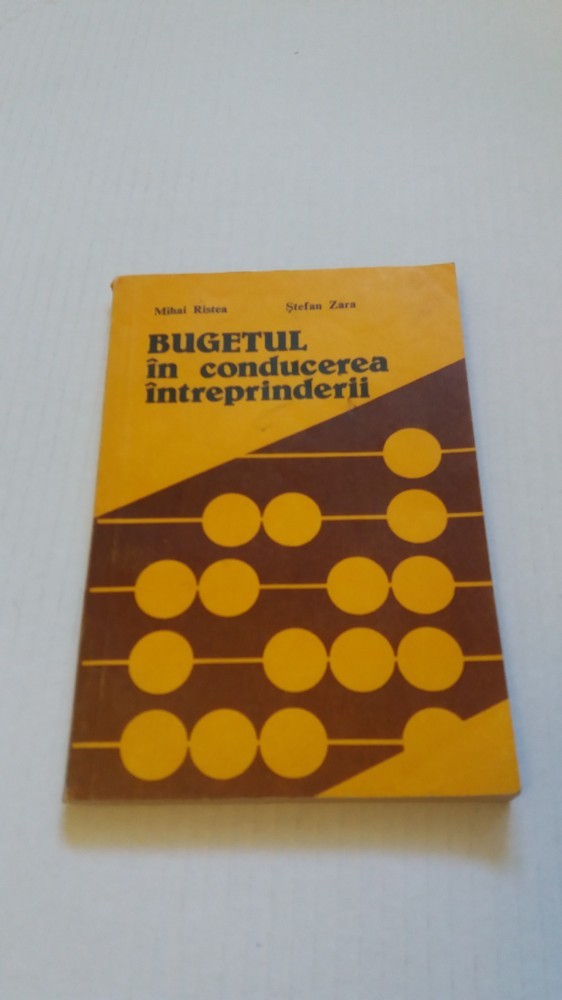 Mihai Ristea Ștefan Zara
BUGETUL
în conducerea
întreprinderii